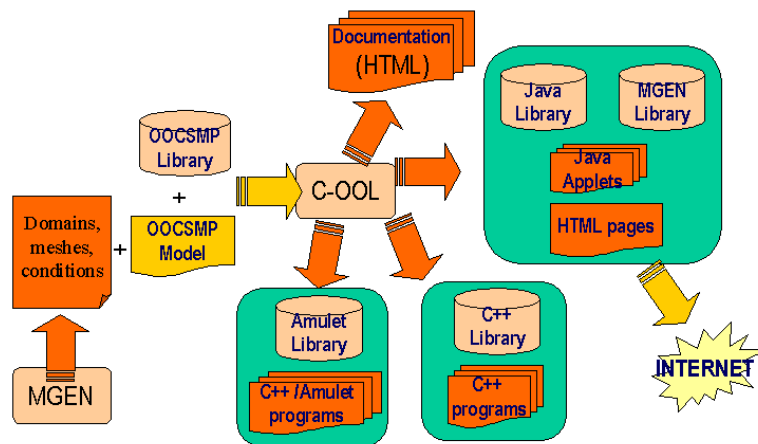 Documentation
(HTML)
Java
Library
MGEN
Library
OOCSMP
Library
Java
Applets
C-OOL
+
Domains,
meshes,
conditions
+
OOCSMP
Model
HTML pages
Amulet
Library
C++
Library
INTERNET
MGEN
C++ /Amulet
programs
C++
programs